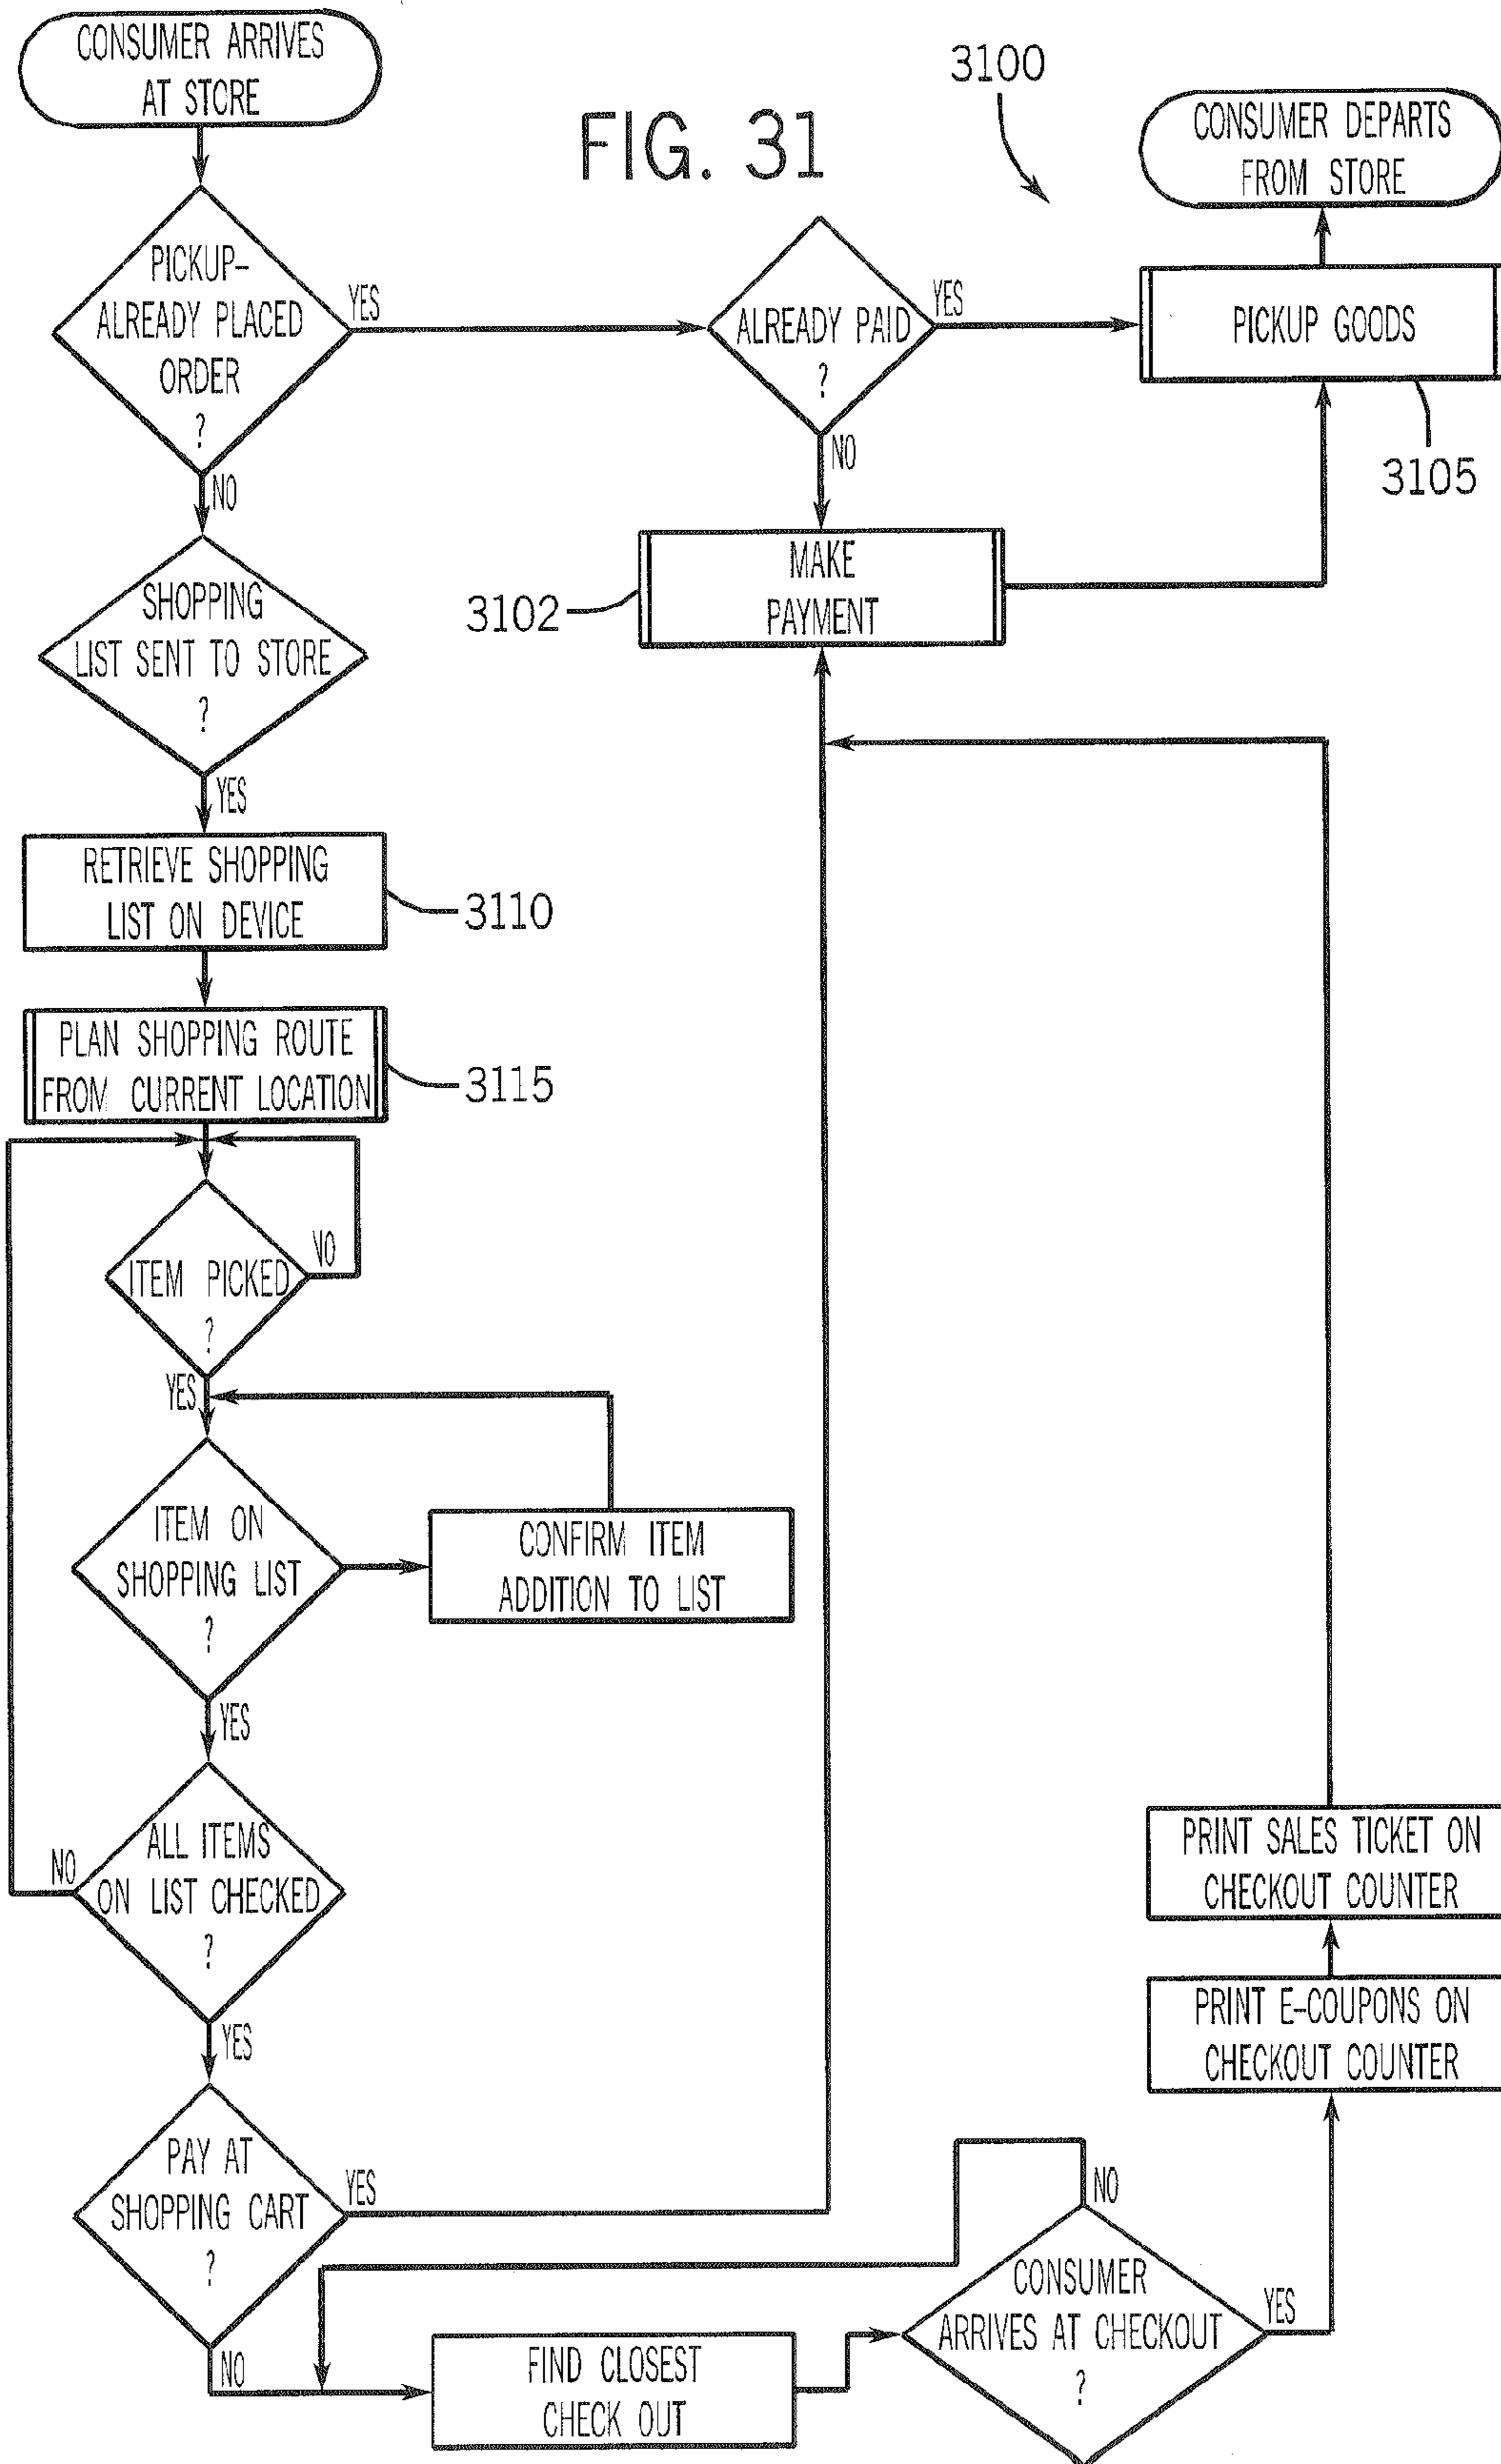 CONSUMER ARRIVES
AT STORE
FIG. 31
3100
CONSUMER DEPARTS
FROM STORE
PICKUP-
ALREADY PLACED
ORDER
?
YES
NO
ALREADY PAID
?
YES
NO
PICKUP GOODS
3105
MAKE
PAYMENT
3102
SHOPPING
LIST SENT TO STORE
?
YES
RETRIEVE SHOPPING
LIST ON DEVICE
3110
PLAN SHOPPING ROUTE
FROM CURRENT LOCATION
3115
ITEM PICKED
?
NO
YES
ITEM ON
SHOPPING LIST
?
YES
CONFIRM ITEM
ADDITION TO LIST
ALL ITEMS
ON LIST CHECKED
?
NO
YES
PAY AT
SHOPPING CART
?
YES
NO
FIND CLOSEST
CHECK OUT
CONSUMER
ARRIVES AT CHECKOUT
?
NO
YES
PRINT E-COUPONS ON
CHECKOUT COUNTER
PRINT SALES TICKET ON
CHECKOUT COUNTER